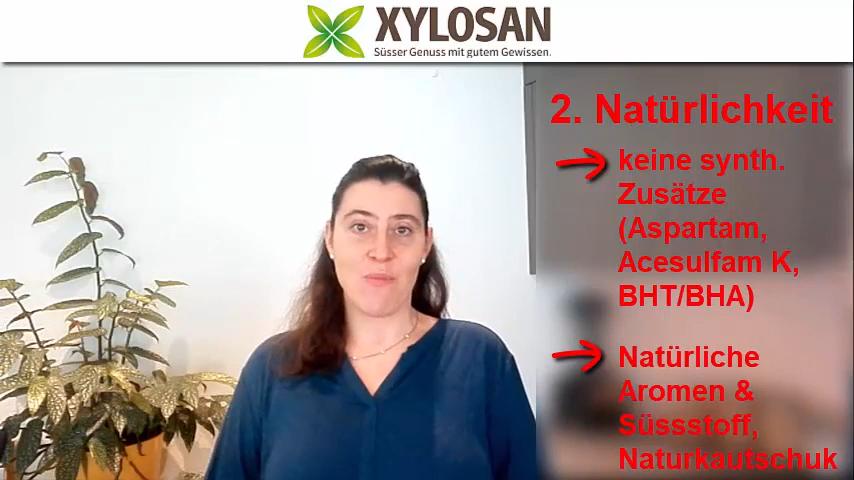 XYLOSAN
Süsser Genuss mit gutem Gewissen.
2. Natürlichkeit
keine synth.
Zusätze
(Aspartam,
Acesulfam K,
BHT/BHA)
Natürliche
Aromen &
Süssstoff,
Naturkautschuk